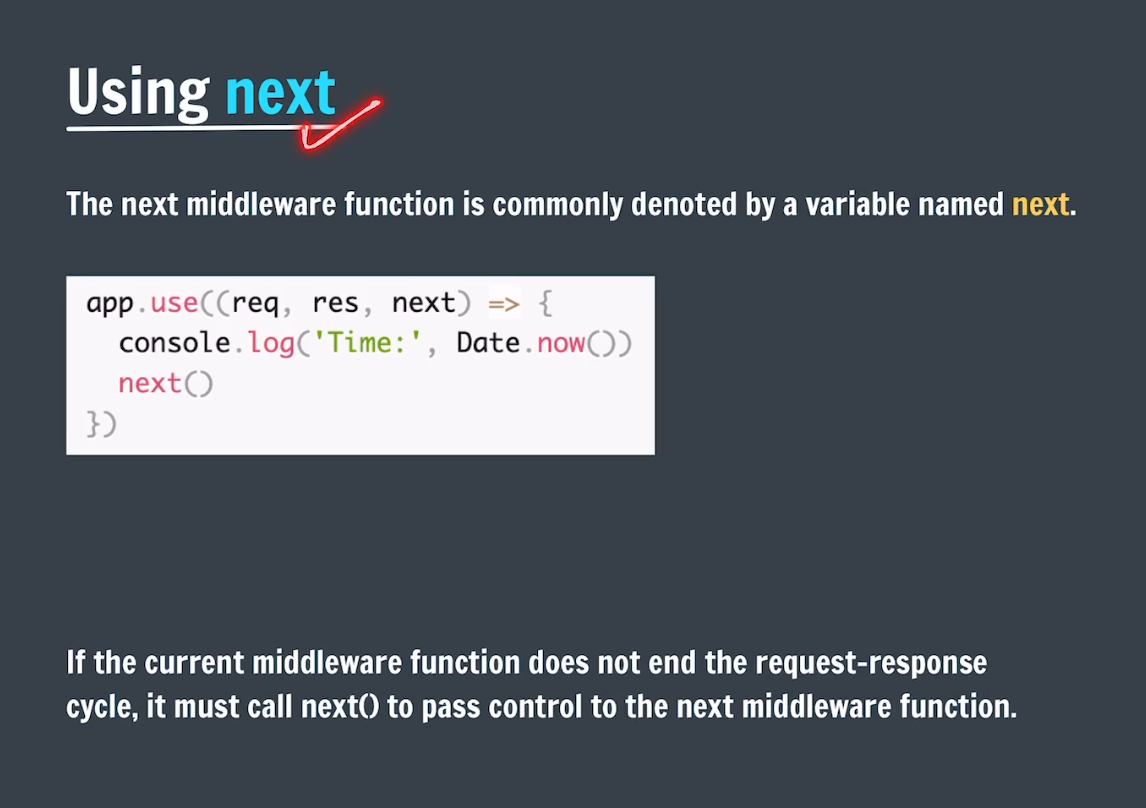 Using next
The next middleware function is commonly denoted by a variable named next.
app.use((req, res, next) => {
  console.log('Time:', Date.now())
  next()
})
If the current middleware function does not end the request-response
cycle, it must call next() to pass control to the next middleware function.